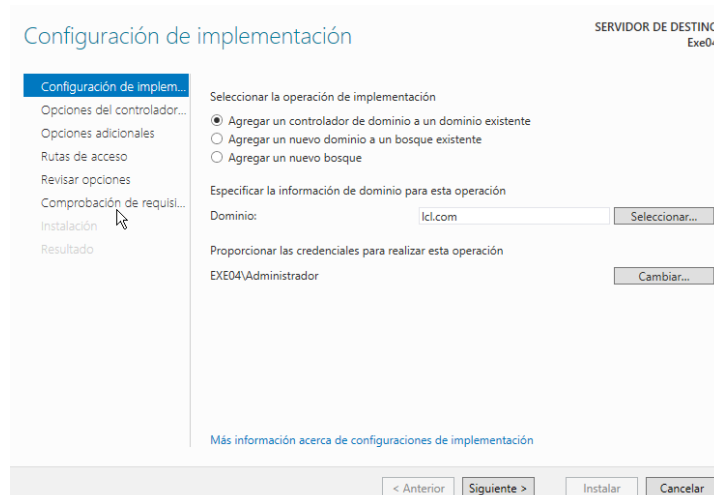 Configuración de implementación
SERVIDOR DE DESTINO
Exe04
Configuración de implem...
Opciones del controlador...
Opciones adicionales
Rutas de acceso
Revisar opciones
Comprobación de requisi...
Instalación
Resultado
Seleccionar la operación de implementación
Agregar un controlador de dominio a un dominio existente
Agregar un nuevo dominio a un bosque existente
Agregar un nuevo bosque
Especificar la información de dominio para esta operación
Dominio: lcl.com Seleccionar...
Proporcionar las credenciales para realizar esta operación
EXE04\Administrador Cambiar...
Más información acerca de configuraciones de implementación
< Anterior Siguiente > Instalar Cancelar